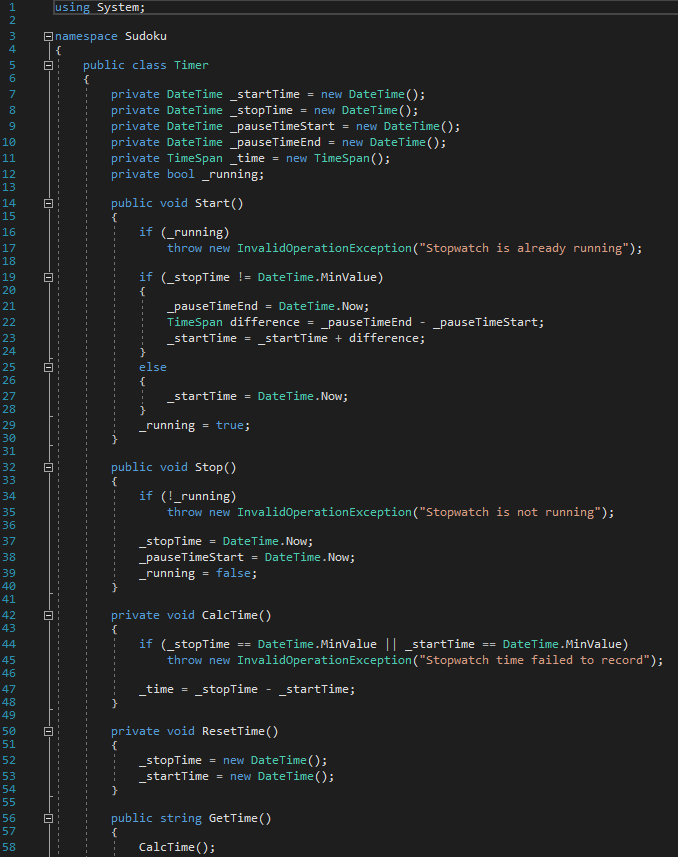 1 using System;
2
3 namespace Sudoku
4 {
5     public class Timer
6     {
7         private DateTime _startTime = new DateTime();
8         private DateTime _stopTime = new DateTime();
9         private DateTime _pauseTimeStart = new DateTime();
10         private DateTime _pauseTimeEnd = new DateTime();
11         private TimeSpan _time = new TimeSpan();
12         private bool _running;
13
14         public void Start()
15         {
16             if (_running)
17                 throw new InvalidOperationException("Stopwatch is already running");
18
19             if (_stopTime != DateTime.MinValue)
20             {
21                 _pauseTimeEnd = DateTime.Now;
22                 TimeSpan difference = _pauseTimeEnd - _pauseTimeStart;
23                 _startTime = _startTime + difference;
24             }
25             else
26             {
27                 _startTime = DateTime.Now;
28             }
29             _running = true;
30         }
31
32         public void Stop()
33         {
34             if (!_running)
35                 throw new InvalidOperationException("Stopwatch is not running");
36
37             _stopTime = DateTime.Now;
38             _pauseTimeStart = DateTime.Now;
39             _running = false;
40         }
41
42         private void CalcTime()
43         {
44             if (_stopTime == DateTime.MinValue || _startTime == DateTime.MinValue)
45                 throw new InvalidOperationException("Stopwatch time failed to record");
46
47             _time = _stopTime - _startTime;
48         }
49
50         private void ResetTime()
51         {
52             _stopTime = new DateTime();
53             _startTime = new DateTime();
54         }
55
56         public string GetTime()
57         {
58             CalcTime();